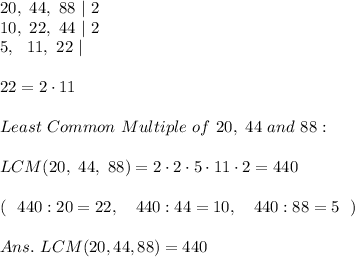 20, 44, 88 | 2
10, 22, 44 | 2
5, 11, 22 |
22 = 2 · 11
Least Common Multiple of 20, 44 and 88 :
LCM(20, 44, 88) = 2 · 2 · 5 · 11 · 2 = 440
( 440 : 20 = 22, 440 : 44 = 10, 440 : 88 = 5 )
Ans. LCM(20, 44, 88) = 440